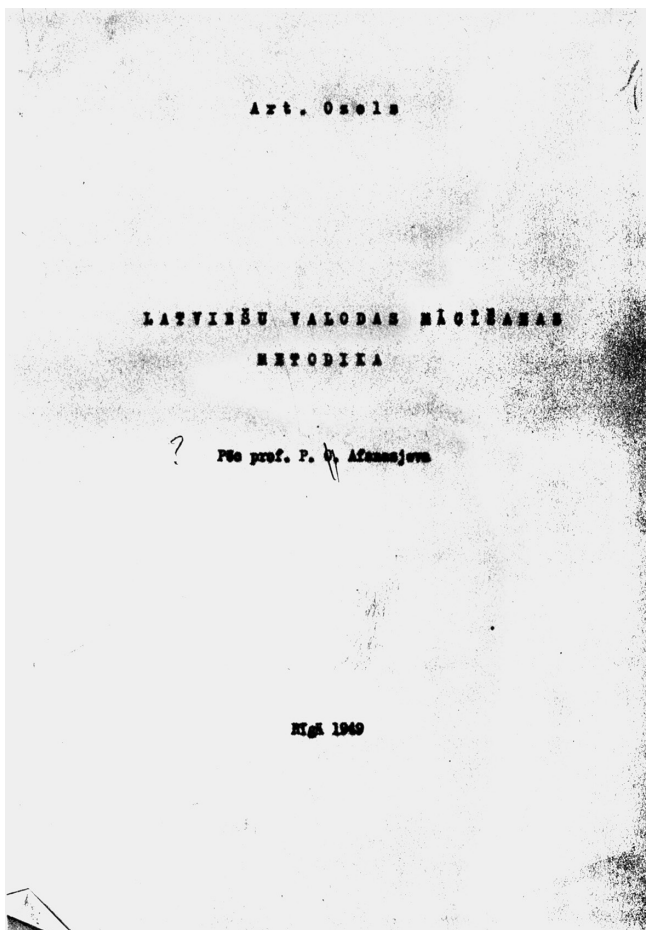 Art. Ozols
LATVIEŠU VALODAS MĀCĪŠANAS
METODIKA
? Pēc prof. P. O. Afanasjeva
Rīgā 1949